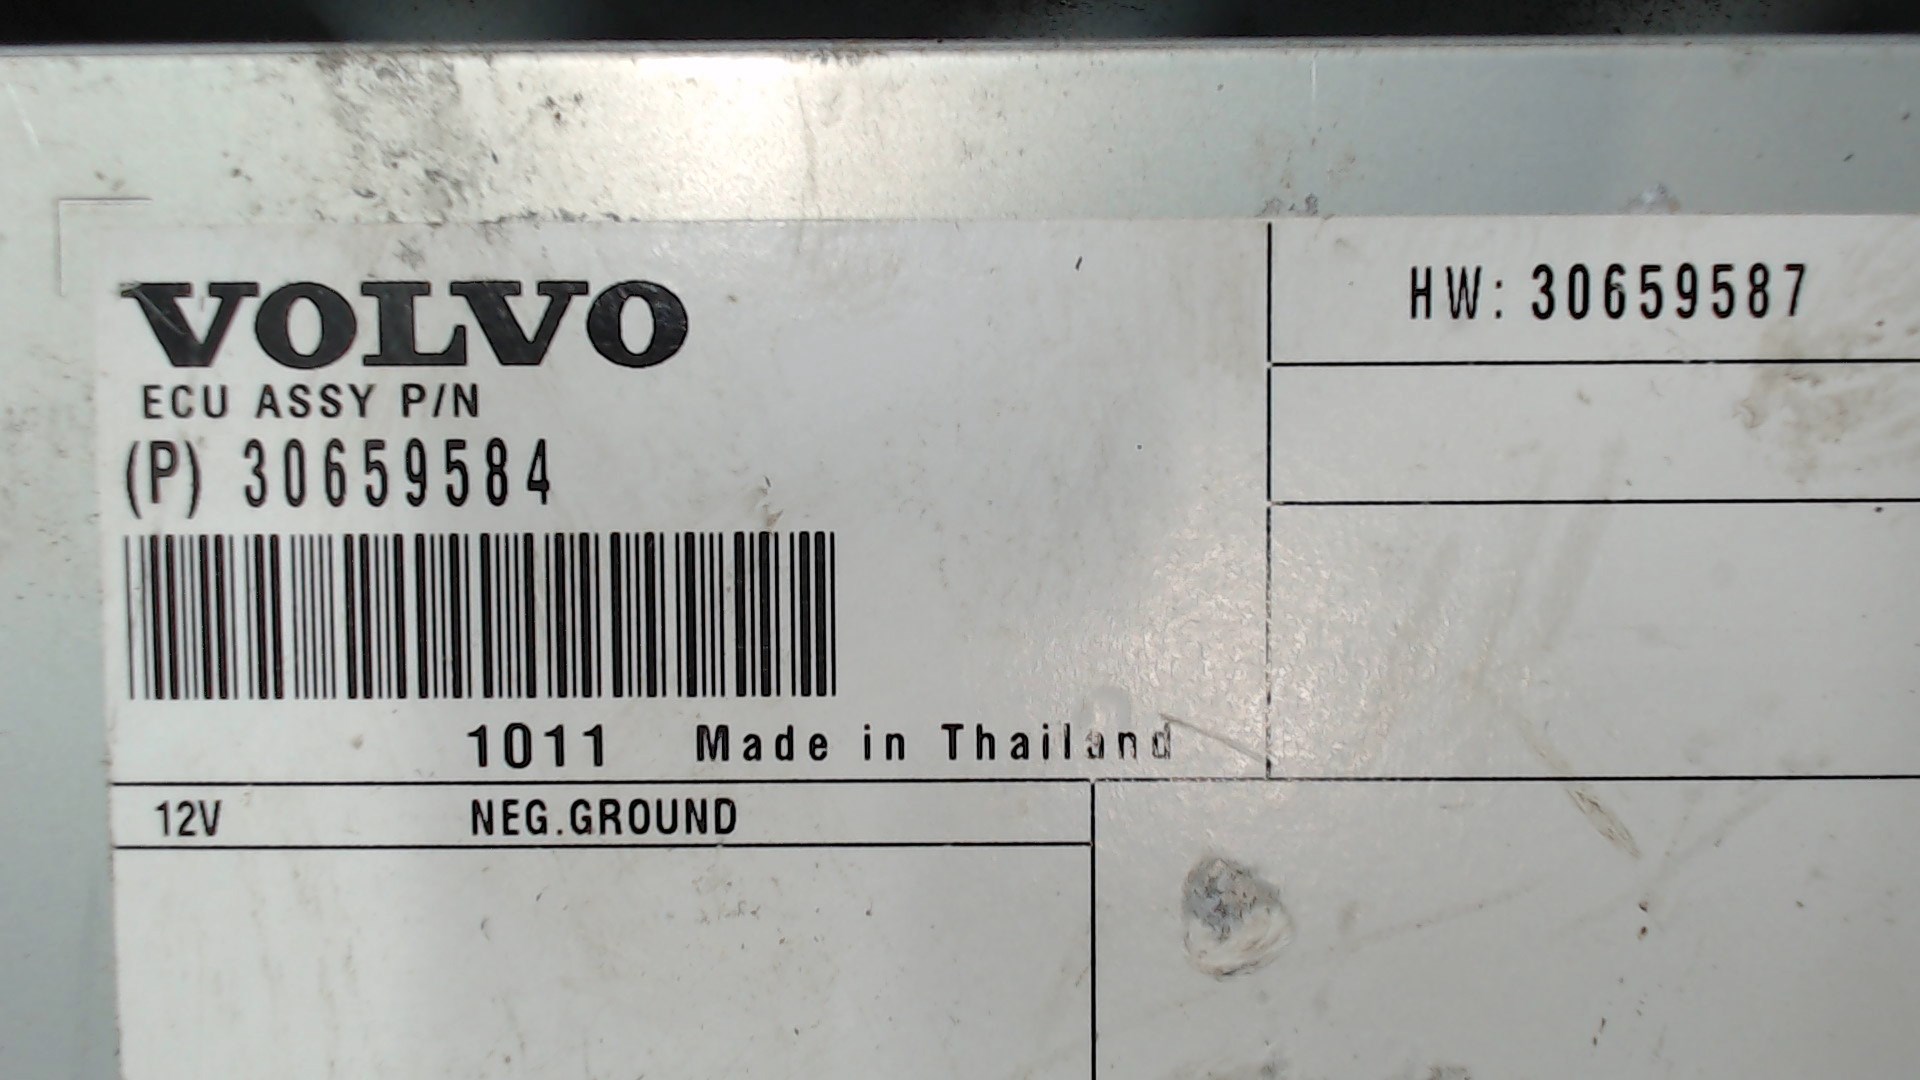 VOLVO
HW: 30659587
ECU ASSY P/N
(P) 30659584
1011 Made in Thailand
12V NEG.GROUND